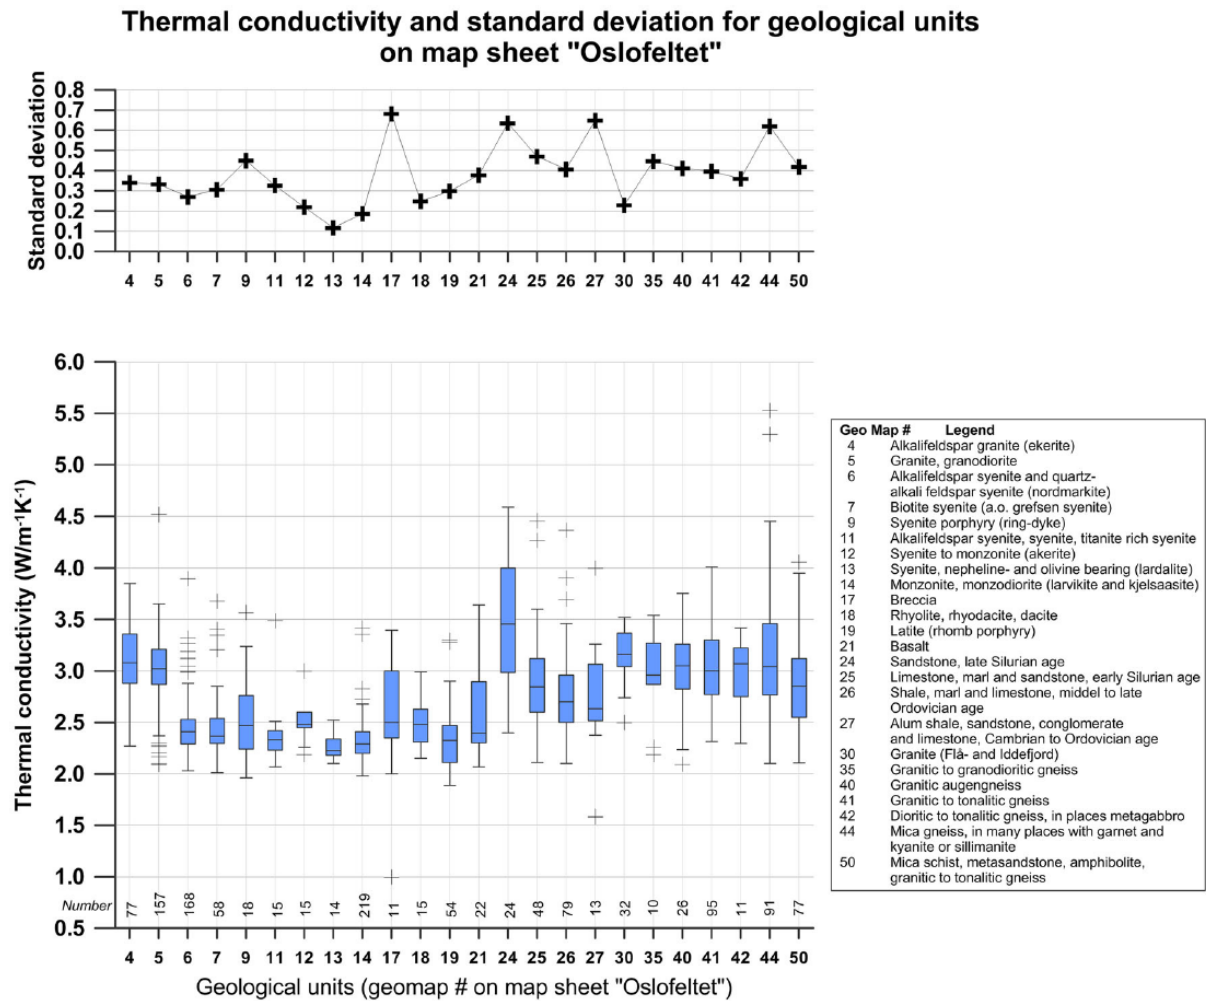 Thermal conductivity and standard deviation for geological units
on map sheet "Oslofeltet"
Standard deviation
0.8
0.7
0.6
0.5
0.4
0.3
0.2
0.1
0.0
4 5 6 7 9 11 12 13 14 17 18 19 21 24 25 26 27 30 35 40 41 42 44 50
Thermal conductivity (W/m⁻¹K⁻¹)
6.0
5.5
5.0
4.5
4.0
3.5
3.0
2.5
2.0
1.5
1.0
0.5
Number 77 157 168 58 18 15 15 14 219 11 15 54 22 24 48 79 13 32 10 26 95 11 91 77
4 5 6 7 9 11 12 13 14 17 18 19 21 24 25 26 27 30 35 40 41 42 44 50
Geological units (geomap # on map sheet "Oslofeltet")
Geo Map # Legend
4 Alkalifeldspar granite (ekerite)
5 Granite, granodiorite
6 Alkalifeldspar syenite and quartz-
alkali feldspar syenite (nordmarkite)
7 Biotite syenite (a.o. grefsen syenite)
9 Syenite porphyry (ring-dyke)
11 Alkalifeldspar syenite, syenite, titanite rich syenite
12 Syenite to monzonite (akerite)
13 Syenite, nepheline- and olivine bearing (lardalite)
14 Monzonite, monzodiorite (larvikite and kjelsaasite)
17 Breccia
18 Rhyolite, rhyodacite, dacite
19 Latite (rhomb porphyry)
21 Basalt
24 Sandstone, late Silurian age
25 Limestone, marl and sandstone, early Silurian age
26 Shale, marl and limestone, middel to late
Ordovician age
27 Alum shale, sandstone, conglomerate
and limestone, Cambrian to Ordovician age
30 Granite (Flå- and Iddefjord)
35 Granitic to granodioritic gneiss
40 Granitic augengneiss
41 Granitic to tonalitic gneiss
42 Dioritic to tonalitic gneiss, in places metagabbro
44 Mica gneiss, in many places with garnet and
kyanite or sillimanite
50 Mica schist, metasandstone, amphibolite,
granitic to tonalitic gneiss